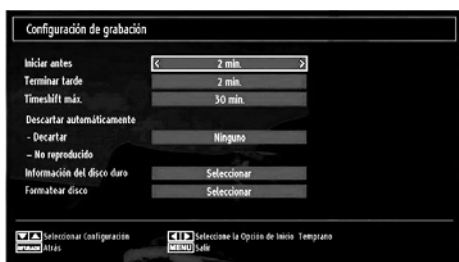 Configuración de grabación
Iniciar antes < 2 min. >
Terminar tarde 2 min.
Timeshift máx. 30 min.
Descartar automáticamente
- Decartar Ninguno
– No reproducido
Información del disco duro Seleccionar
Formatear disco Seleccionar
Seleccionar Configuración Seleccione la Opción de Inicio Temprano
Atrás MENU Salir